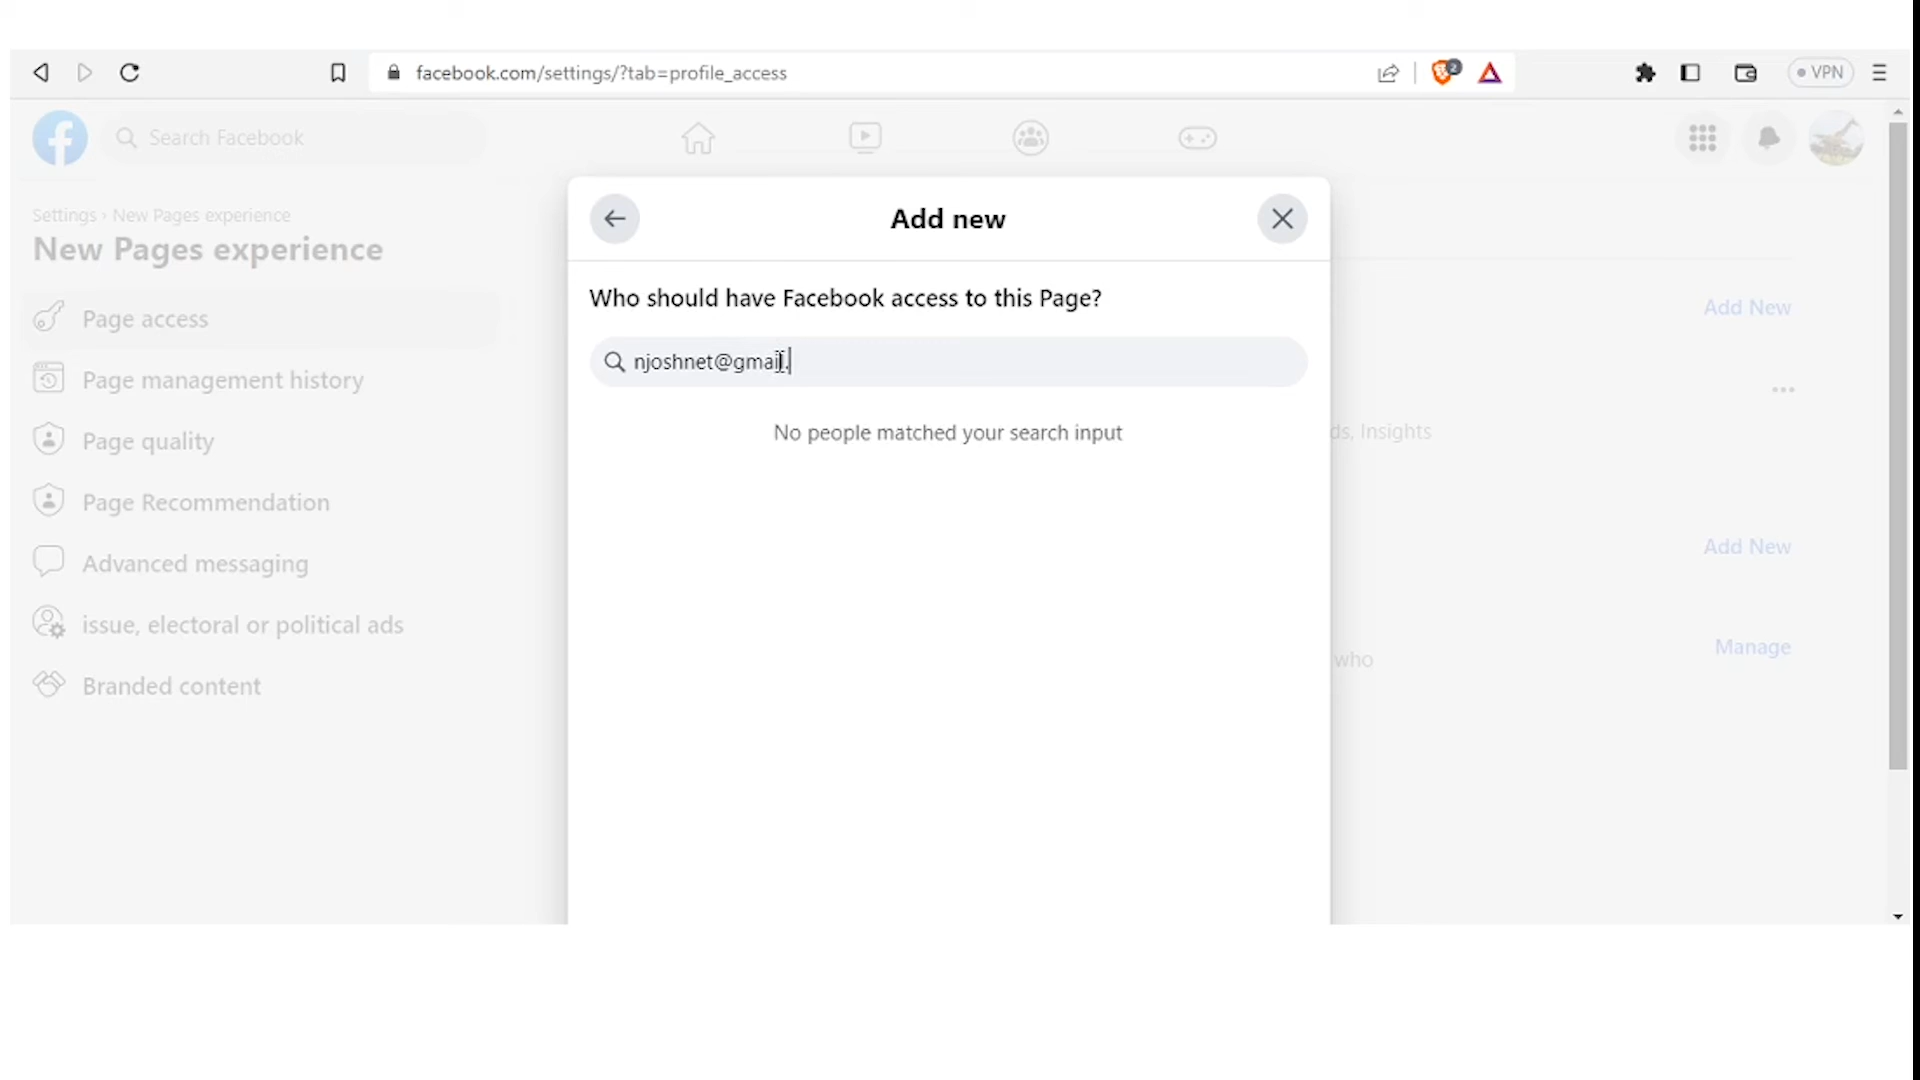 facebook.com/settings/?tab=profile_access
2
VPN
Search Facebook
Settings › New Pages experience
New Pages experience
Page access
Page management history
Page quality
Page Recommendation
Advanced messaging
issue, electoral or political ads
Branded content
Add new
Who should have Facebook access to this Page?
njoshnet@gmail.
No people matched your search input
Add New
ds, Insights
Add New
who
Manage